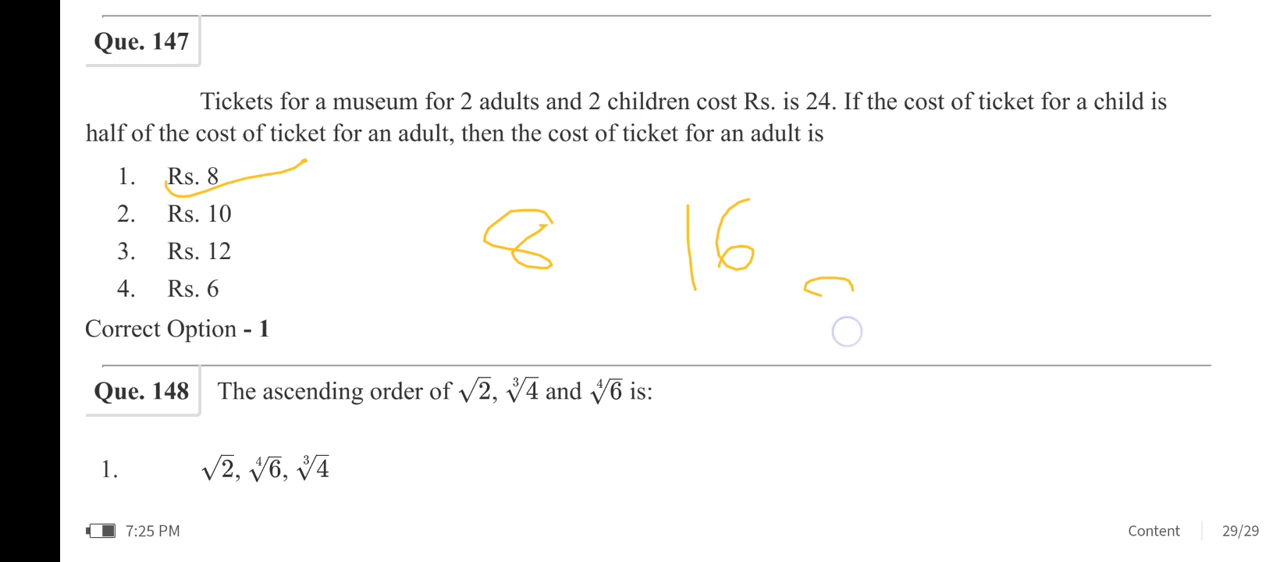 Que. 147
Tickets for a museum for 2 adults and 2 children cost Rs. is 24. If the cost of ticket for a child is
half of the cost of ticket for an adult, then the cost of ticket for an adult is
1. Rs. 8
2. Rs. 10
3. Rs. 12
4. Rs. 6
8 16
Correct Option - 1
Que. 148 The ascending order of √2, ∛4 and ∜6 is:
1. √2, ∜6, ∛4
7:25 PM Content 29/29